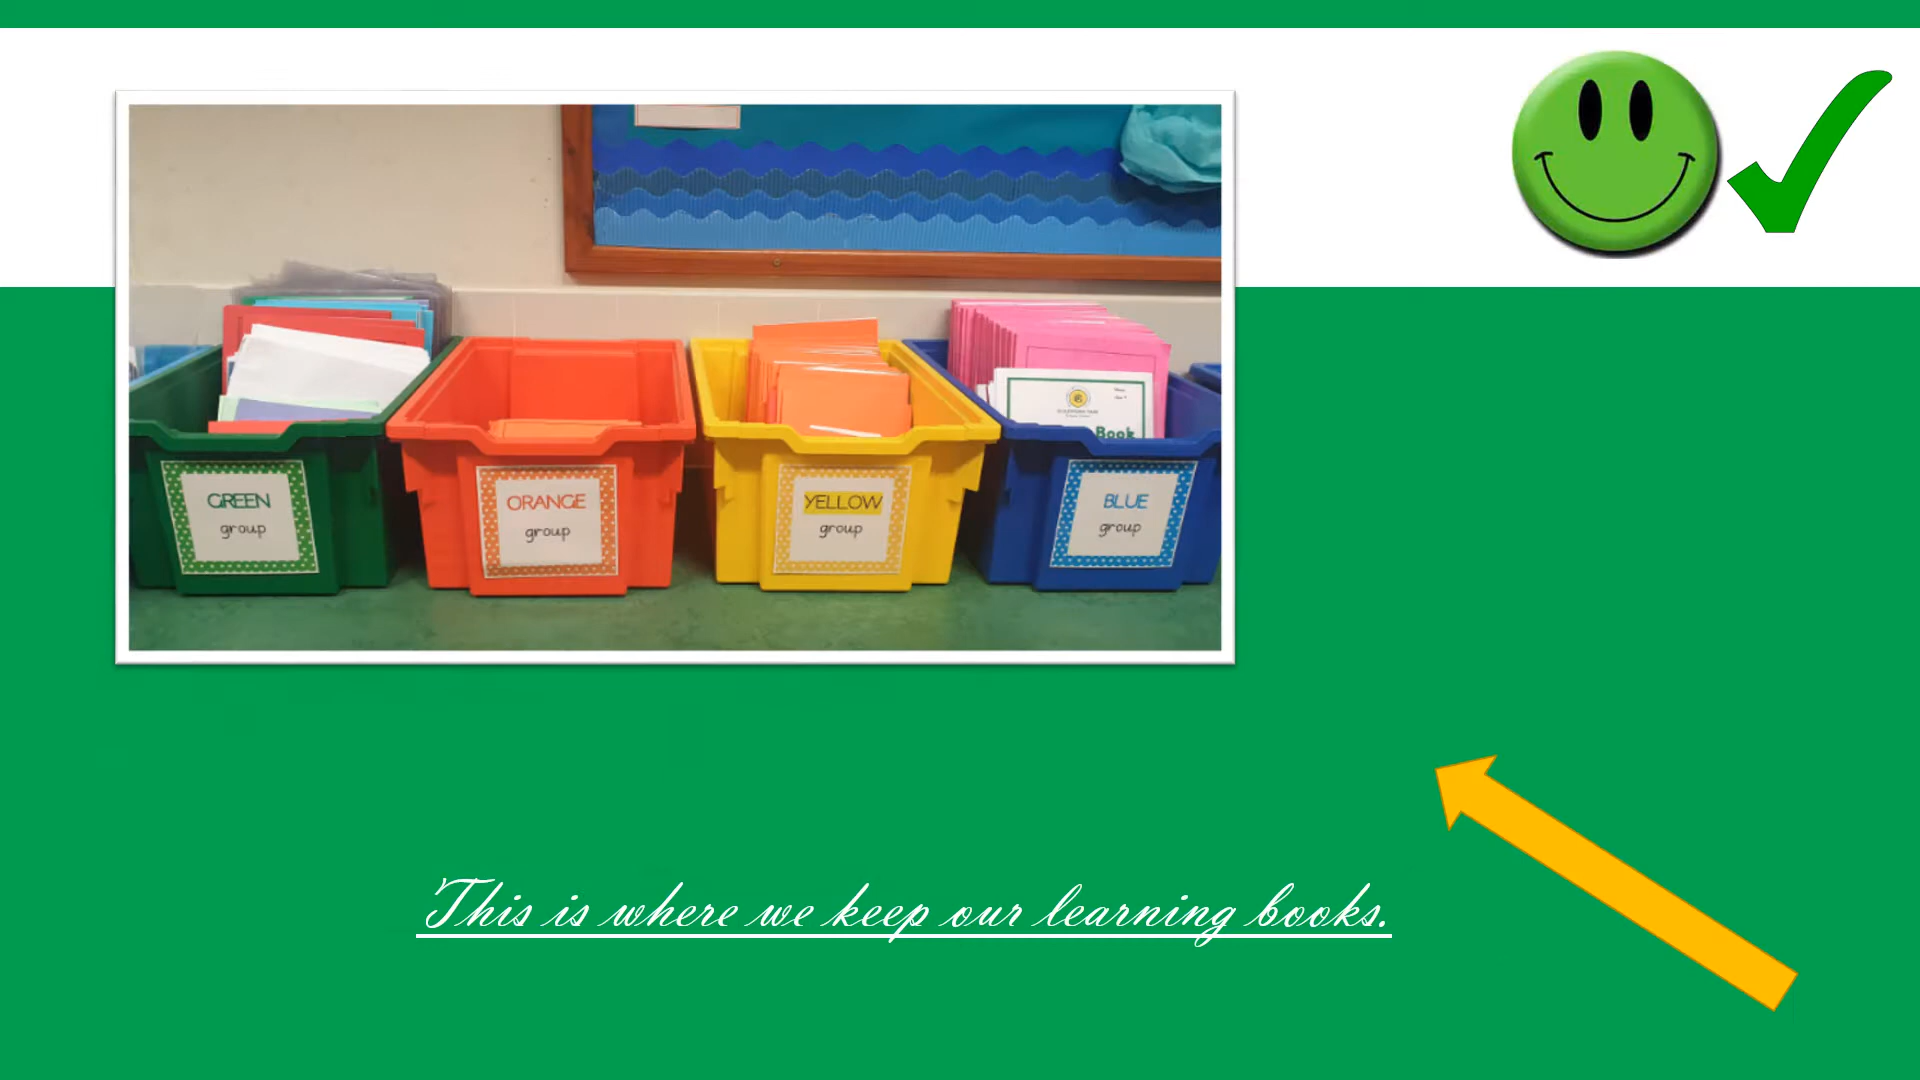 GREEN
group
ORANGE
group
YELLOW
group
BLUE
group
Book
This is where we keep our learning books.